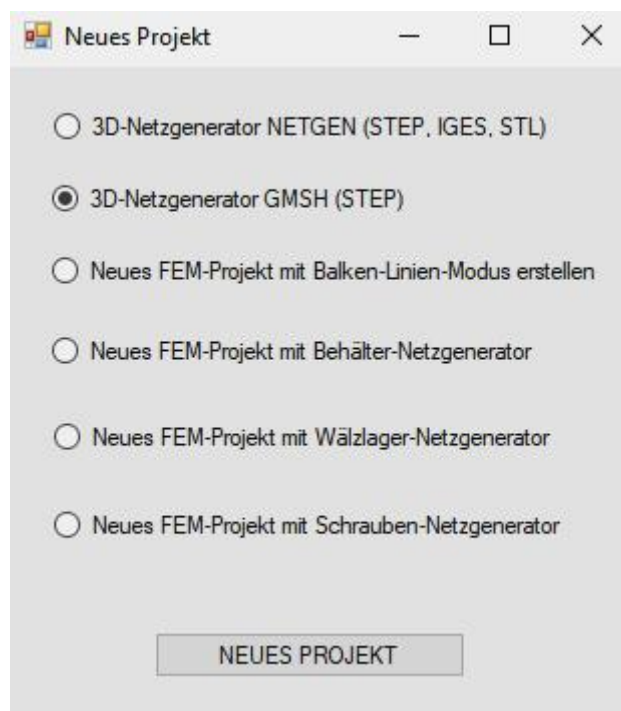 Neues Projekt
3D-Netzgenerator NETGEN (STEP, IGES, STL)
3D-Netzgenerator GMSH (STEP)
Neues FEM-Projekt mit Balken-Linien-Modus erstellen
Neues FEM-Projekt mit Behälter-Netzgenerator
Neues FEM-Projekt mit Wälzlager-Netzgenerator
Neues FEM-Projekt mit Schrauben-Netzgenerator
NEUES PROJEKT